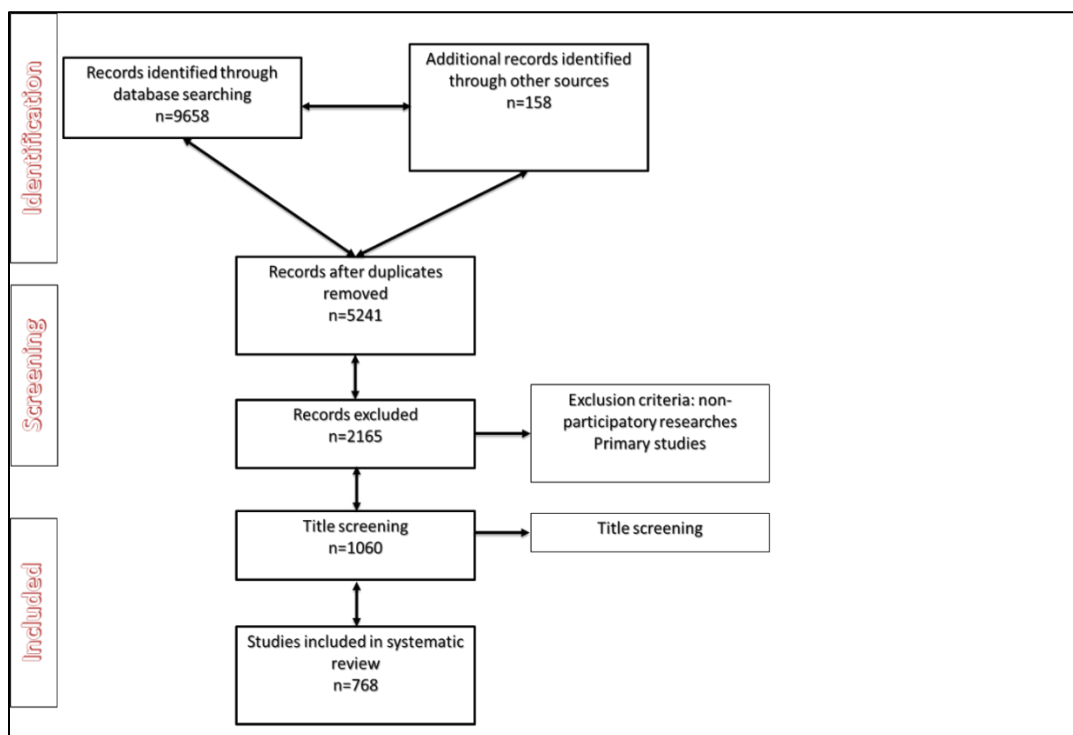 Identification
Records identified through
database searching
n=9658
Additional records identified
through other sources
n=158
Screening
Records after duplicates
removed
n=5241
Records excluded
n=2165
Exclusion criteria: non-
participatory researches
Primary studies
Included
Title screening
n=1060
Title screening
Studies included in systematic
review
n=768